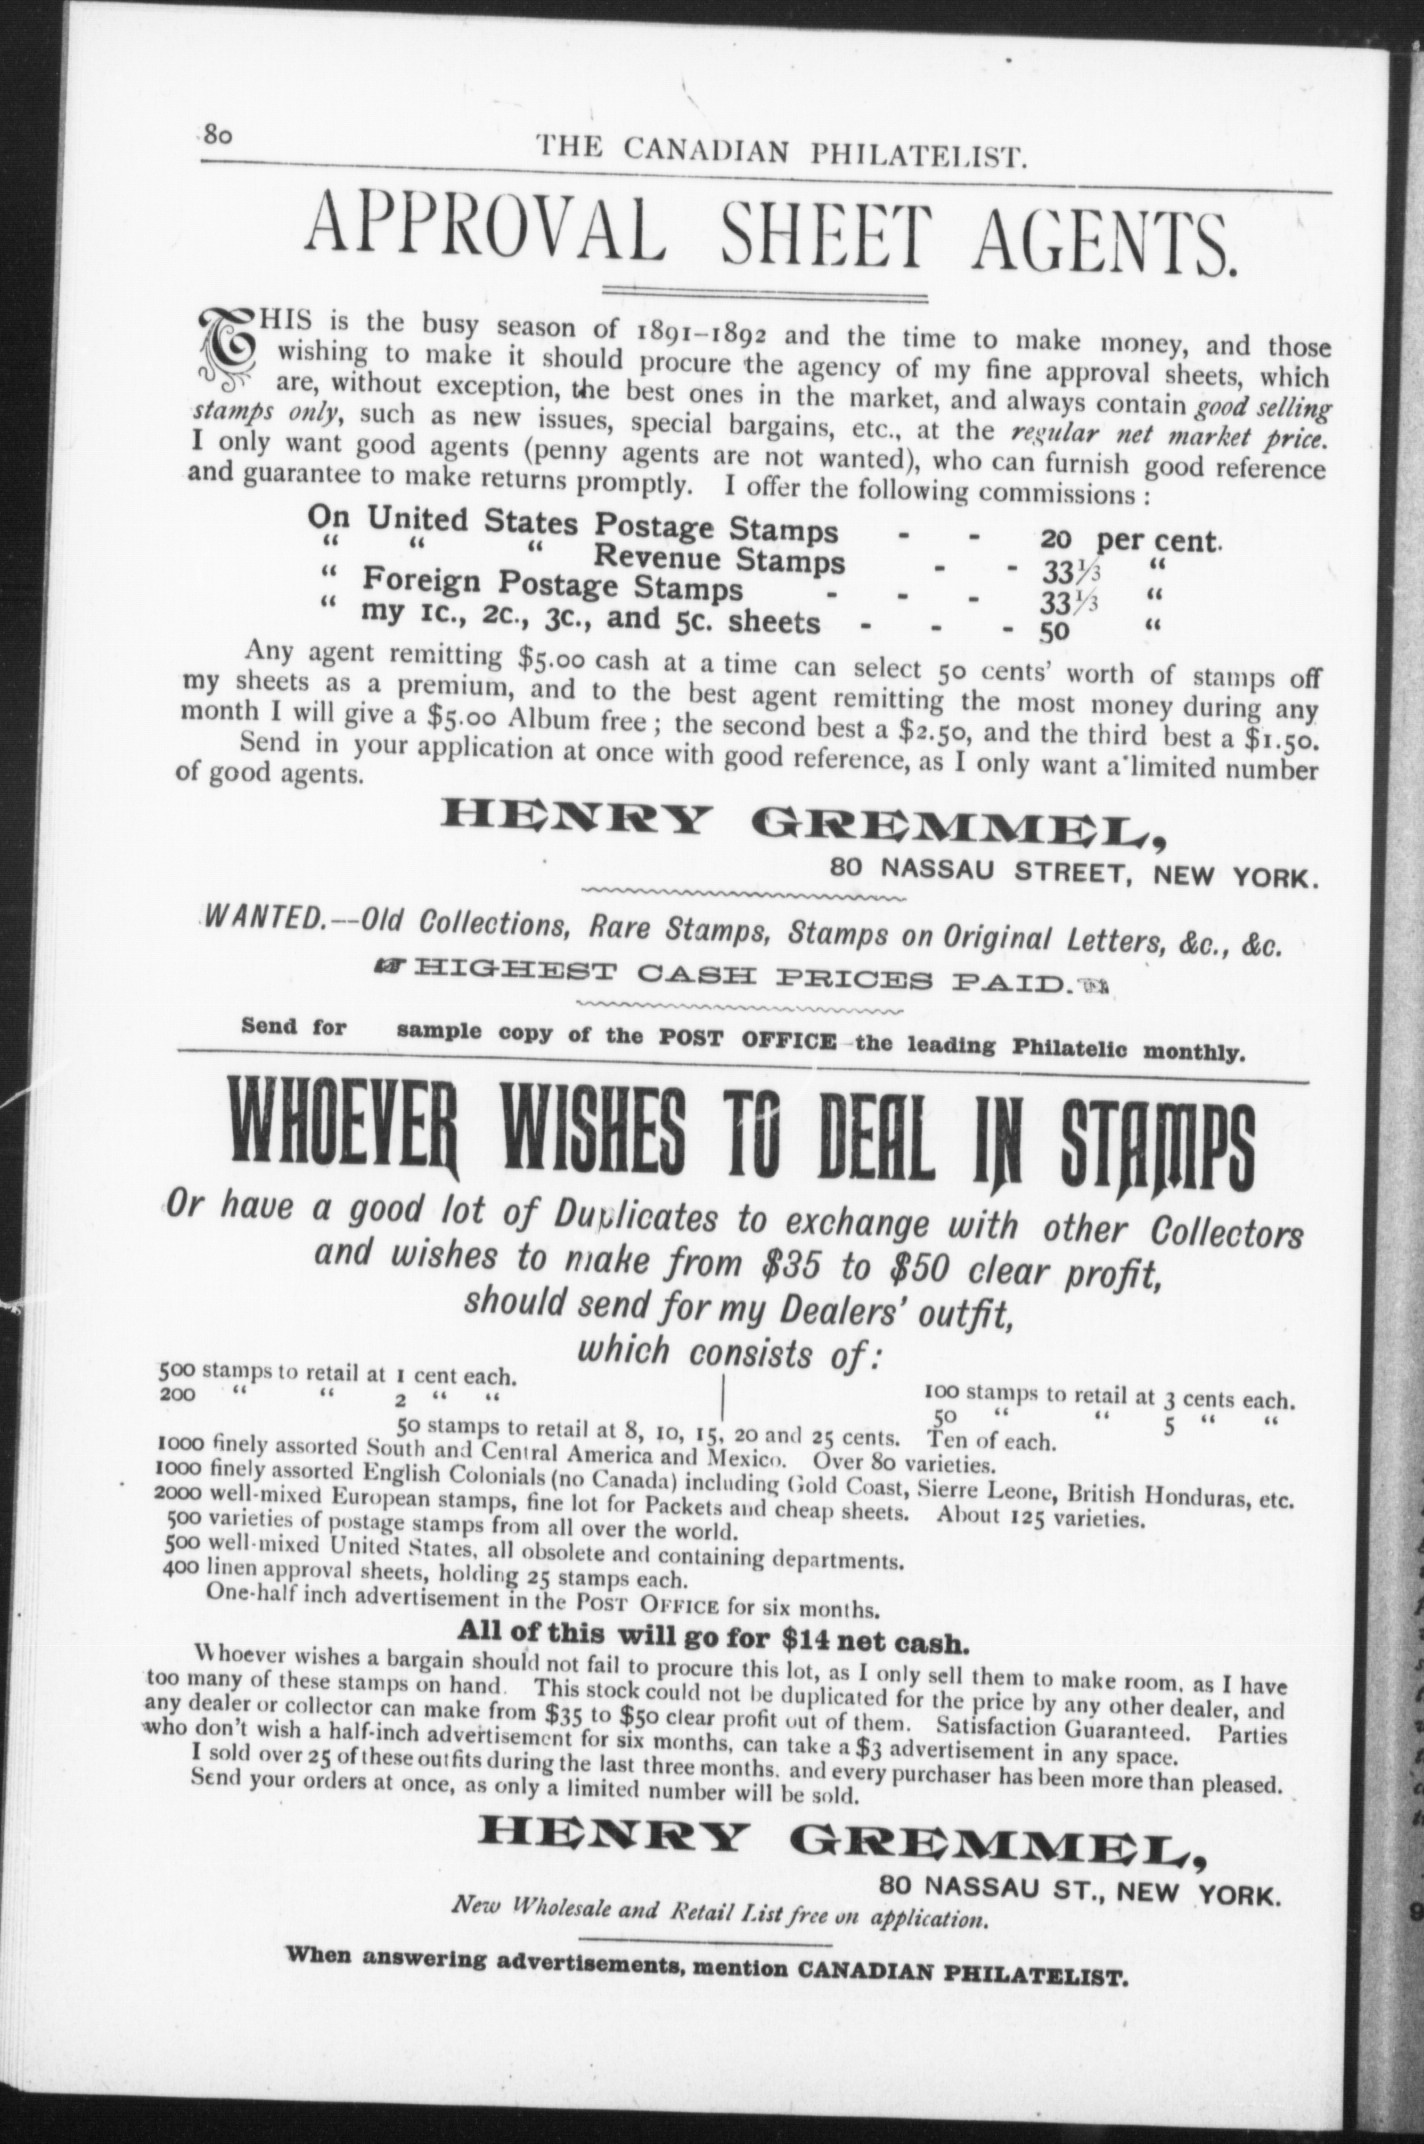 80
THE CANADIAN PHILATELIST.
APPROVAL SHEET AGENTS.
THIS is the busy season of 1891–1892 and the time to make money, and those
wishing to make it should procure the agency of my fine approval sheets, which
are, without exception, the best ones in the market, and always contain good selling
stamps only, such as new issues, special bargains, etc., at the regular net market price.
I only want good agents (penny agents are not wanted), who can furnish good reference
and guarantee to make returns promptly. I offer the following commissions :
On United States Postage Stamps - - 20 per cent.
“ “ “ Revenue Stamps - - 33⅓ “
“ Foreign Postage Stamps - - - 33⅓ “
“ my 1c., 2c., 3c., and 5c. sheets - - - 50 “
Any agent remitting $5.00 cash at a time can select 50 cents’ worth of stamps off
my sheets as a premium, and to the best agent remitting the most money during any
month I will give a $5.00 Album free ; the second best a $2.50, and the third best a $1.50.
Send in your application at once with good reference, as I only want a limited number
of good agents.
HENRY GREMMEL,
80 NASSAU STREET, NEW YORK.
WANTED.—Old Collections, Rare Stamps, Stamps on Original Letters, &c., &c.
☞ HIGHEST CASH PRICES PAID. ☜
Send for sample copy of the POST OFFICE the leading Philatelic monthly.
WHOEVER WISHES TO DEAL IN STAMPS
Or have a good lot of Duplicates to exchange with other Collectors
and wishes to make from $35 to $50 clear profit,
should send for my Dealers’ outfit,
which consists of :
500 stamps to retail at 1 cent each.
200 “ “ 2 “ “
100 stamps to retail at 3 cents each.
50 “ “ 5 “ “
50 stamps to retail at 8, 10, 15, 20 and 25 cents. Ten of each.
1000 finely assorted South and Central America and Mexico. Over 80 varieties.
1000 finely assorted English Colonials (no Canada) including Gold Coast, Sierre Leone, British Honduras, etc.
2000 well-mixed European stamps, fine lot for Packets and cheap sheets. About 125 varieties.
500 varieties of postage stamps from all over the world.
500 well-mixed United States, all obsolete and containing departments.
400 linen approval sheets, holding 25 stamps each.
One-half inch advertisement in the POST OFFICE for six months.
All of this will go for $14 net cash.
Whoever wishes a bargain should not fail to procure this lot, as I only sell them to make room, as I have
too many of these stamps on hand. This stock could not be duplicated for the price by any other dealer, and
any dealer or collector can make from $35 to $50 clear profit out of them. Satisfaction Guaranteed. Parties
who don’t wish a half-inch advertisement for six months, can take a $3 advertisement in any space.
I sold over 25 of these outfits during the last three months, and every purchaser has been more than pleased.
Send your orders at once, as only a limited number will be sold.
HENRY GREMMEL,
80 NASSAU ST., NEW YORK.
New Wholesale and Retail List free on application.
When answering advertisements, mention CANADIAN PHILATELIST.